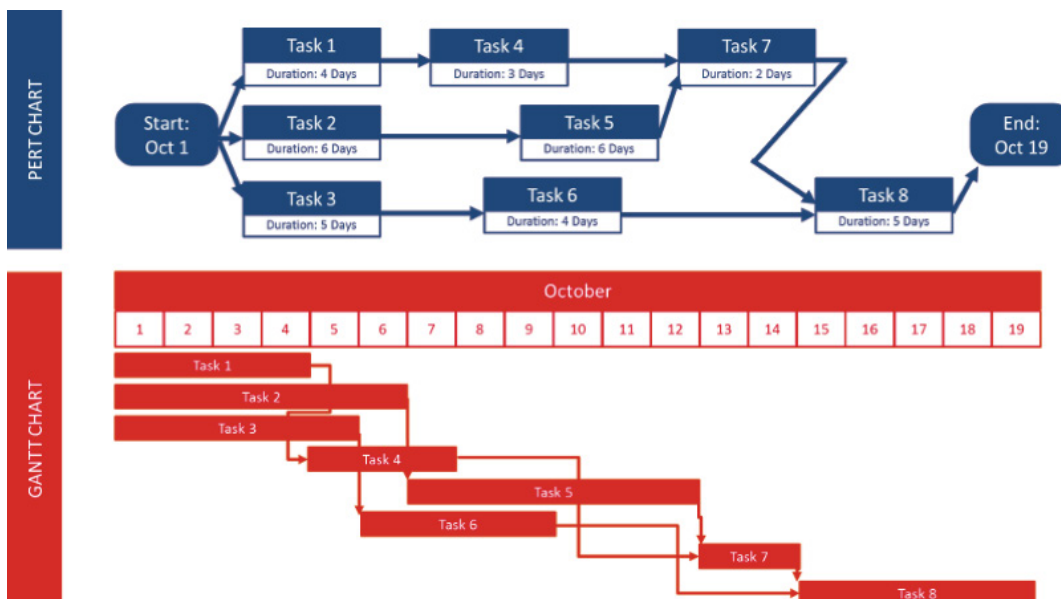 PERT CHART
Task 1
Duration: 4 Days
Task 4
Duration: 3 Days
Task 7
Duration: 2 Days
Start:
Oct 1
Task 2
Duration: 6 Days
Task 5
Duration: 6 Days
End:
Oct 19
Task 3
Duration: 5 Days
Task 6
Duration: 4 Days
Task 8
Duration: 5 Days
GANTT CHART
October
1 2 3 4 5 6 7 8 9 10 11 12 13 14 15 16 17 18 19
Task 1
Task 2
Task 3
Task 4
Task 5
Task 6
Task 7
Task 8